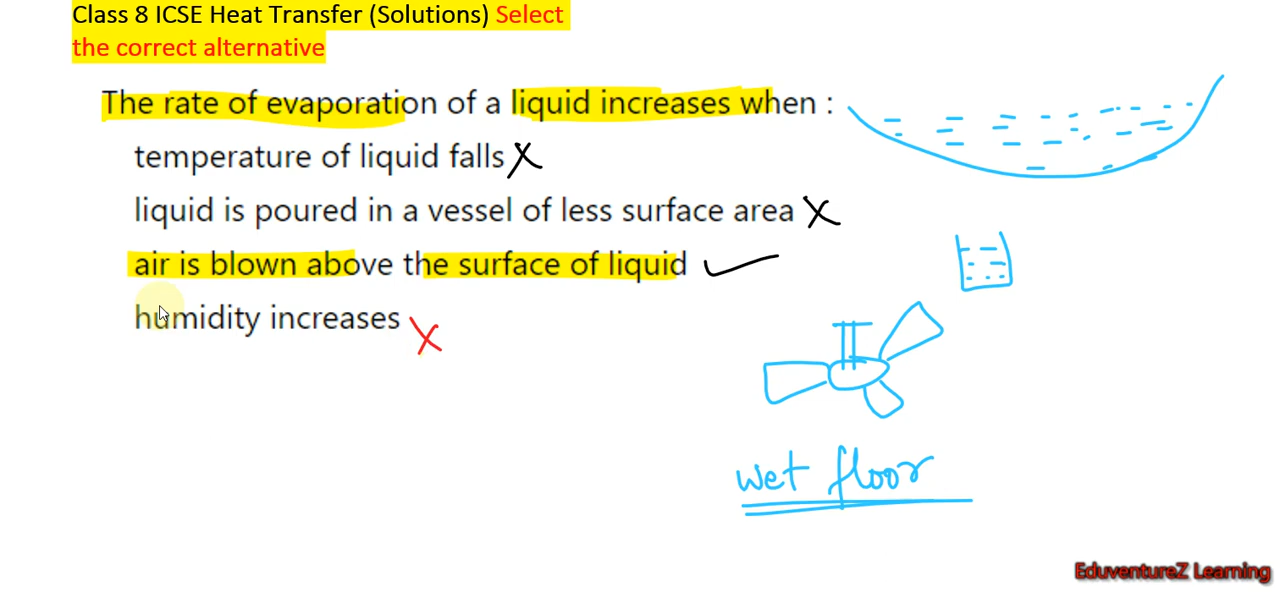 Class 8 ICSE Heat Transfer (Solutions) Select
the correct alternative
The rate of evaporation of a liquid increases when :
temperature of liquid falls X
liquid is poured in a vessel of less surface area X
air is blown above the surface of liquid ✓
humidity increases X
wet floor
EduventureZ Learning